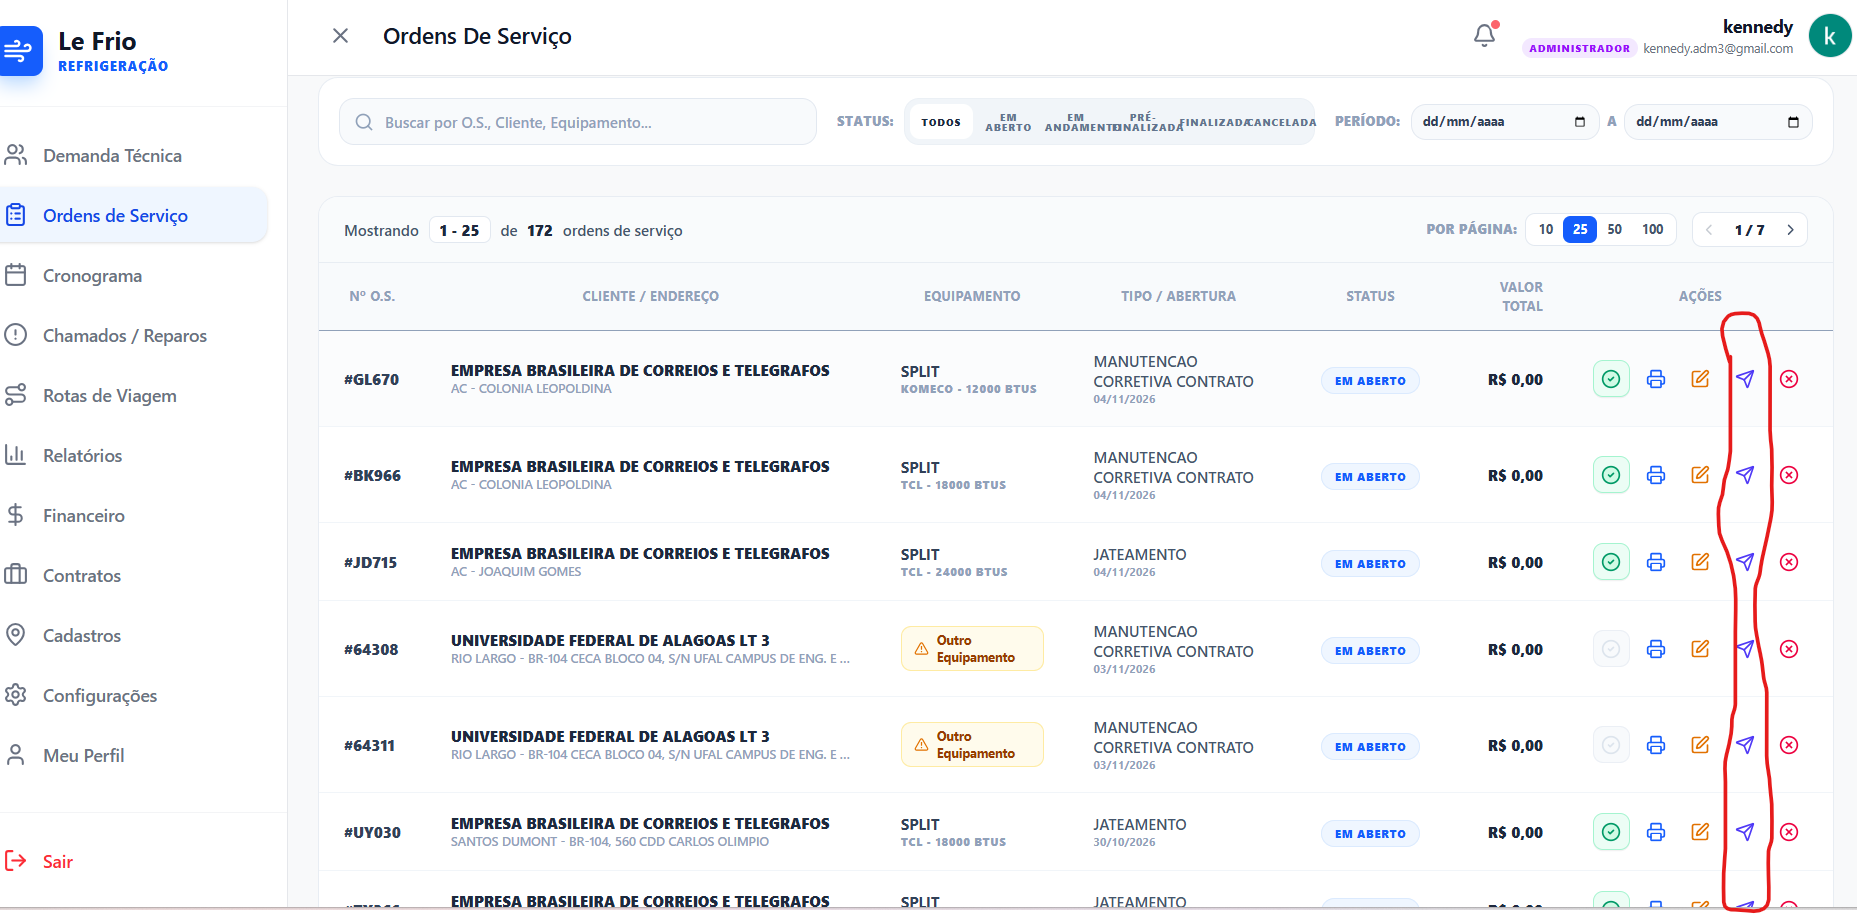 Le Frio
REFRIGERAÇÃO
Demanda Técnica
Ordens de Serviço
Cronograma
Chamados / Reparos
Rotas de Viagem
Relatórios
Financeiro
Contratos
Cadastros
Configurações
Meu Perfil
Sair
Ordens De Serviço
kennedy
ADMINISTRADOR kennedy.adm3@gmail.com
k
Buscar por O.S., Cliente, Equipamento...
STATUS:
TODOS
EM ABERTO
EM ANDAMENTO
PRÉ-FINALIZADA
FINALIZADA
CANCELADA
PERÍODO:
dd/mm/aaaa
A
dd/mm/aaaa
Mostrando 1 - 25 de 172 ordens de serviço
POR PÁGINA: 10 25 50 100
1 / 7
Nº O.S. CLIENTE / ENDEREÇO EQUIPAMENTO TIPO / ABERTURA STATUS VALOR TOTAL AÇÕES
#GL670
EMPRESA BRASILEIRA DE CORREIOS E TELEGRAFOS
AC - COLONIA LEOPOLDINA
SPLIT
KOMECO - 12000 BTUS
MANUTENCAO
CORRETIVA CONTRATO
04/11/2026
EM ABERTO
R$ 0,00
#BK966
EMPRESA BRASILEIRA DE CORREIOS E TELEGRAFOS
AC - COLONIA LEOPOLDINA
SPLIT
TCL - 18000 BTUS
MANUTENCAO
CORRETIVA CONTRATO
04/11/2026
EM ABERTO
R$ 0,00
#JD715
EMPRESA BRASILEIRA DE CORREIOS E TELEGRAFOS
AC - JOAQUIM GOMES
SPLIT
TCL - 24000 BTUS
JATEAMENTO
04/11/2026
EM ABERTO
R$ 0,00
#64308
UNIVERSIDADE FEDERAL DE ALAGOAS LT 3
RIO LARGO - BR-104 CECA BLOCO 04, S/N UFAL CAMPUS DE ENG. E ...
Outro
Equipamento
MANUTENCAO
CORRETIVA CONTRATO
03/11/2026
EM ABERTO
R$ 0,00
#64311
UNIVERSIDADE FEDERAL DE ALAGOAS LT 3
RIO LARGO - BR-104 CECA BLOCO 04, S/N UFAL CAMPUS DE ENG. E ...
Outro
Equipamento
MANUTENCAO
CORRETIVA CONTRATO
03/11/2026
EM ABERTO
R$ 0,00
#UY030
EMPRESA BRASILEIRA DE CORREIOS E TELEGRAFOS
SANTOS DUMONT - BR-104, 560 CDD CARLOS OLIMPIO
SPLIT
TCL - 18000 BTUS
JATEAMENTO
30/10/2026
EM ABERTO
R$ 0,00
EMPRESA BRASILEIRA DE CORREIOS E TELEGRAFOS
SPLIT
JATEAMENTO